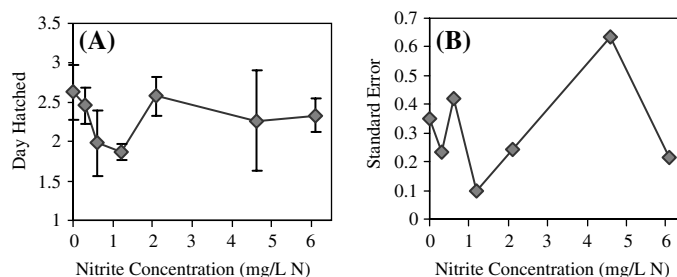 (A)
Day Hatched
3.5
3
2.5
2
1.5
1
0 1 2 3 4 5 6
Nitrite Concentration (mg/L N)
(B)
Standard Error
0.7
0.6
0.5
0.4
0.3
0.2
0.1
0
0 1 2 3 4 5 6
Nitrite Concentration (mg/L N)